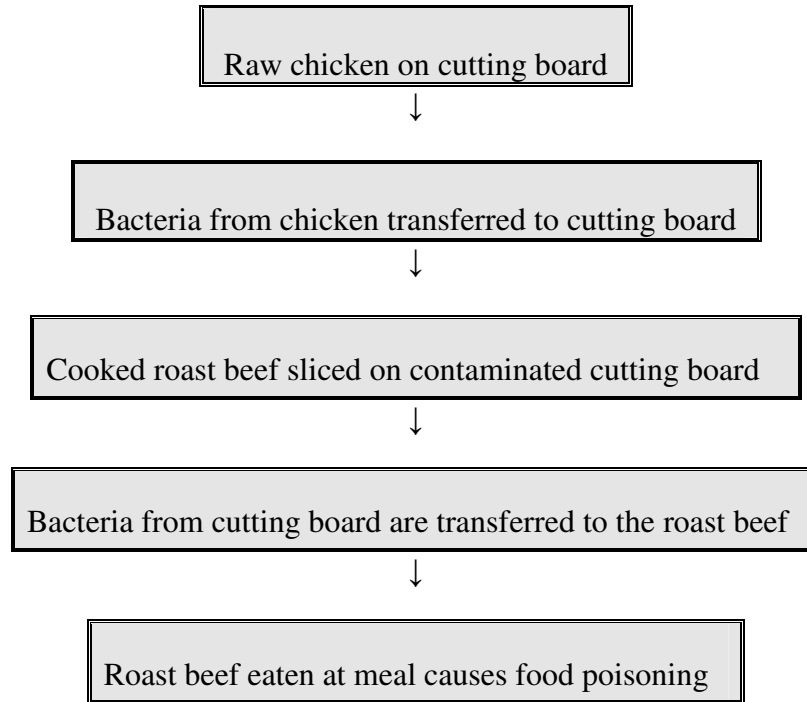 Raw chicken on cutting board
↓
Bacteria from chicken transferred to cutting board
↓
Cooked roast beef sliced on contaminated cutting board
↓
Bacteria from cutting board are transferred to the roast beef
↓
Roast beef eaten at meal causes food poisoning